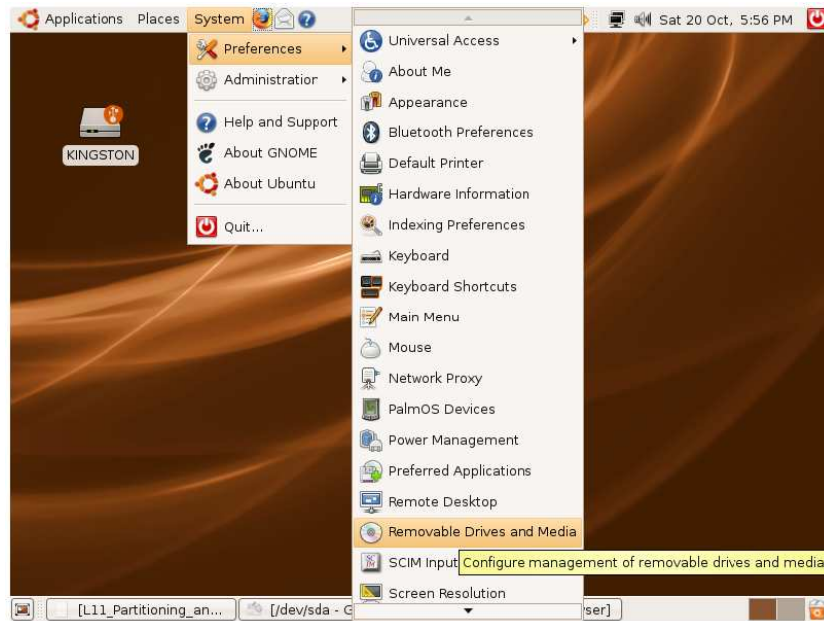 Applications Places System
Sat 20 Oct, 5:56 PM
KINGSTON
Preferences
Administration
Help and Support
About GNOME
About Ubuntu
Quit...
Universal Access
About Me
Appearance
Bluetooth Preferences
Default Printer
Hardware Information
Indexing Preferences
Keyboard
Keyboard Shortcuts
Main Menu
Mouse
Network Proxy
PalmOS Devices
Power Management
Preferred Applications
Remote Desktop
Removable Drives and Media
SCIM Input
Configure management of removable drives and media
Screen Resolution
[L11_Partitioning_an...
[/dev/sda - G
ser]